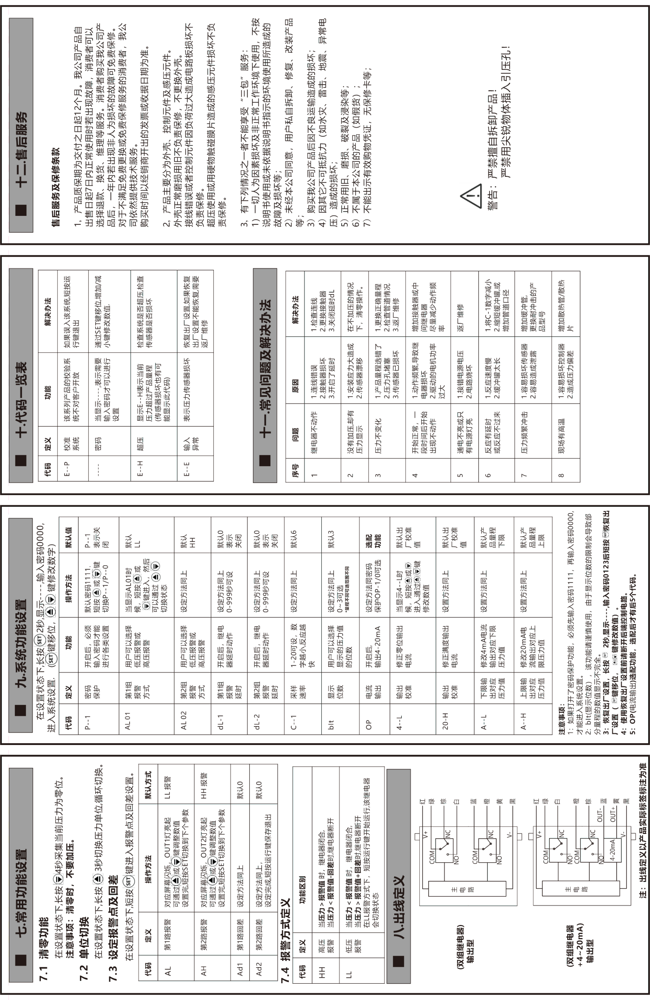 ■ 七.常用功能设置
7.1 清零功能
在设置状态下,长按▼4秒采集当前压力为零位。
注意事项：清零时，不要加压。
7.2 单位切换
在设置状态下,长按▲3秒切换压力单位,循环切换。
7.3 设定报警点及回差
在设置状态下,短按SET键进入报警点及回差设置。
代码 定义 操作方法 默认方式
AL 第1路报警 对应屏幕闪烁，OUT1灯亮起 LL 报警
可通过▲或▼键调整数值
设置完,短按SET切换到下个参数
AH 第2路报警 对应屏幕闪烁，OUT2灯亮起 HH 报警
可通过▲或▼键调整数值
设置完,短按SET切换到下个参数
Ad1 第1路回差 设定方法同上 默认0
Ad2 第2路回差 设定方法同上， 默认0
设定完成,短按运行键保存退出
7.4 报警方式定义
代码 定义 功能区别
HH 高压 当压力 > 报警值 时，继电器闭合，
报警 当压力 < 报警值-回差时,继电器断开
LL 低压 当压力 < 报警值 时，继电器闭合，
报警 当压力 > 报警值+回差时,继电器断开
在LL报警方式下，短按运行键开始运行,该继电器
会切换状态
■ 八.出线定义
(双组继电器)
输出型
主电路
COM NO NC
COM NO NC
V+
V-
红
绿
棕
白
蓝
橙
黄
黑
(双组继电器
+4~20mA)
输出型
主电路
COM NO NC
COM NO NC
4-20mA
V+
V-
OUT-
OUT+
红
绿
白
橙
棕
蓝
黄
黑
注：出线定义以产品实际标签标注为准
■ 九.系统功能设置
在设置状态下,长按SET2秒,显示----,输入密码0000,
进入系统设置.（SET键移位，▲▼键修改数字）
代码 定义 功能 操作方法 默认值
P--1 密码 开启后，必须 默认密码1111, P--1
保护 输入密码才能 短按▲或▼键 表示关
进行各类设置 切换P--1/P--0 闭
AL 01 第1组 用户可以选择 当显示AL01时 默认
报警 低压报警或 候，短按▲或 LL
方式 高压报警 ▼键进入，然后
可以通过▲▼
切换状态
AL 02 第2组 用户可以选择 设定方法同上 默认
报警 低压报警或 HH
方式 高压报警
dL-1 第1组 开启后，继电 设定方法同上 默认0
报警 器延时动作 0-999秒可设 表示
延时 关闭
dL-2 第2组 开启后，继电 设定方法同上 默认0
报警 器延时动作 0-999秒可设 表示
延时 关闭
C--1 采样 1-20可设，数 设定方法同上 默认6
速率 字越小,反应越
快
bIt 显示 用户可以选择 设定方法同上 默认3
位数 显示的压力值 0~3可选
的位数 *量程不同可选范围不同
OP 电流 开启后, 设定方法同密码 选配
输出 输出4-20mA 保护OP-1/0可选 功能
4--L 输出 修正零位输出 当显示4--L时 默认出
校准 电流 候，短按▲或▼ 厂校准
进入,通过▲▼键 值
修改数值
20-H 输出 修正满度输出 设置方法同上 默认出
校准 电流 厂校准
值
A--L 下限输 修改4mA电流 设置方法同上 默认产
出对应 输出对应下限 品量程
压力值 压力值 下限
A--H 上限输 修改20mA电 设置方法同上 默认产
出对应 流输出对应上 品量程
压力值 限压力值 上限
注意事项：
1：如果打开了密码保护功能，必须先输入密码1111，再输入密码0000,
才能进入系统设置。
2：bIt(显示位数)，该功能请谨慎使用，由于显示位数的限制会导致部
分量程的数值显示不完全。
3：恢复出厂设置，长按SET 2秒,显示----,输入密码0123后短按SET恢复出
厂设置（SET键移位，▲▼键修改数值）。
4：使用恢复出厂设置前请断开后端控制电路。
5：OP(电流输出)选配功能，选配后才有后5个代码。
■ 十.代码一览表
代码 定义 功能 解决办法
E--P 校准 该系列产品的校验系 如果误入该系统,短按运
系统 统不对客户开放 行键退出
---- 密码 当显示----,表示需要 通过SET键移位,增加/减
输入密码才可以进行 小键修改数值.
设置
E--H 超压 显示E--H表示当前 检查系统是否超压,检查
压力超过产品量程 传感器是否损坏
(传感器损坏也有可
能显示此代码)
E--E 输入 表示压力传感器损坏 恢复出厂设置,如果恢复
异常 出厂设置不能恢复,需要
返厂维修
■ 十一.常见问题及解决办法
序号 问题 原因 解决办法
1 继电器不动作 1.连线错误 1.检查连线
2.接触器损坏 2.更换接触器
3.开启了延时 3.关闭延时dL
2 没有加压却有 1.安装应力大造成 在不加压的情况
压力显示 2.传感器漂移 下，清零操作。
3 压力不变化 1.产品量程选错了 1.更换正确量程
2.压力孔堵塞 2.检查管道情况
3.传感器已损坏 3.返厂维修
4 开始正常，一 1.动作频繁,导致继 增加接触器或中
段时间后开始 电器损坏 间继电器
出现不动作 2.驱动的电机功率 尽量减少动作频
过大 率
5 通电不亮或只 1.接错电源电压 返厂维修
有电源灯亮 2.电路烧坏
6 反应有延时 1.反应速度慢 1.将C-1数字减小
或反应不过来 2.缓冲罐太长 2.缩短缓冲罐,或
增加管道口径
7 压力频繁冲击 1.容易损坏传感器 增加缓冲管,
2.容易造成泄露 更换耐冲击的产
品型号
8 现场有高温 1.容易损坏控制器 增加散热管/散热
2.造成压力偏差 片
■ 十二.售后服务
售后服务及保修条款
1，产品质保期为交付之日起12个月。我公司产品自
出售日起7日内正常使用时若出现故障，消费者可以
选择退款、换货、维理等服务。消费者购买我公司产
品后，一年内若出现非人为损坏的故障可免费保修。
对于不满足免费更换或免费保修服务的消费者，我公
司依然提供技术服务。
购买时间以经销商开出的发票或收据日期为准。
2，产品主要分为外壳、控制元件及感压元件。
外壳正常磨损用旧不负责保修，不更换外壳。
接线错误或者控制元件因负荷过大造成电路板损坏不
负责保修。
超压使用或用硬物触碰膜片造成的感压元件损坏不负
责保修。
3，有下列情况之一者不能享受“三包”服务：
1）一切人为因素损坏及非正常工作环境下使用，不按
说明书使用或未依据说明书指示的环境使用所造成的
故障及损坏等；
2）未经本公司同意，用户私自拆卸、修复、改装产品
等；
3）购买我公司产品后因不良运输造成的损坏；
4）因其它不可抵抗力（如水灾、雷击、地震、异常电
压）造成的损坏；
5）正常用旧、磨损、破裂及浸染等；
6）不属于本公司的产品（如假货）；
7）不能出示有效购物凭证，无保修卡等；
警告：严禁擅自拆卸产品！
严禁用尖锐物体插入引压孔！